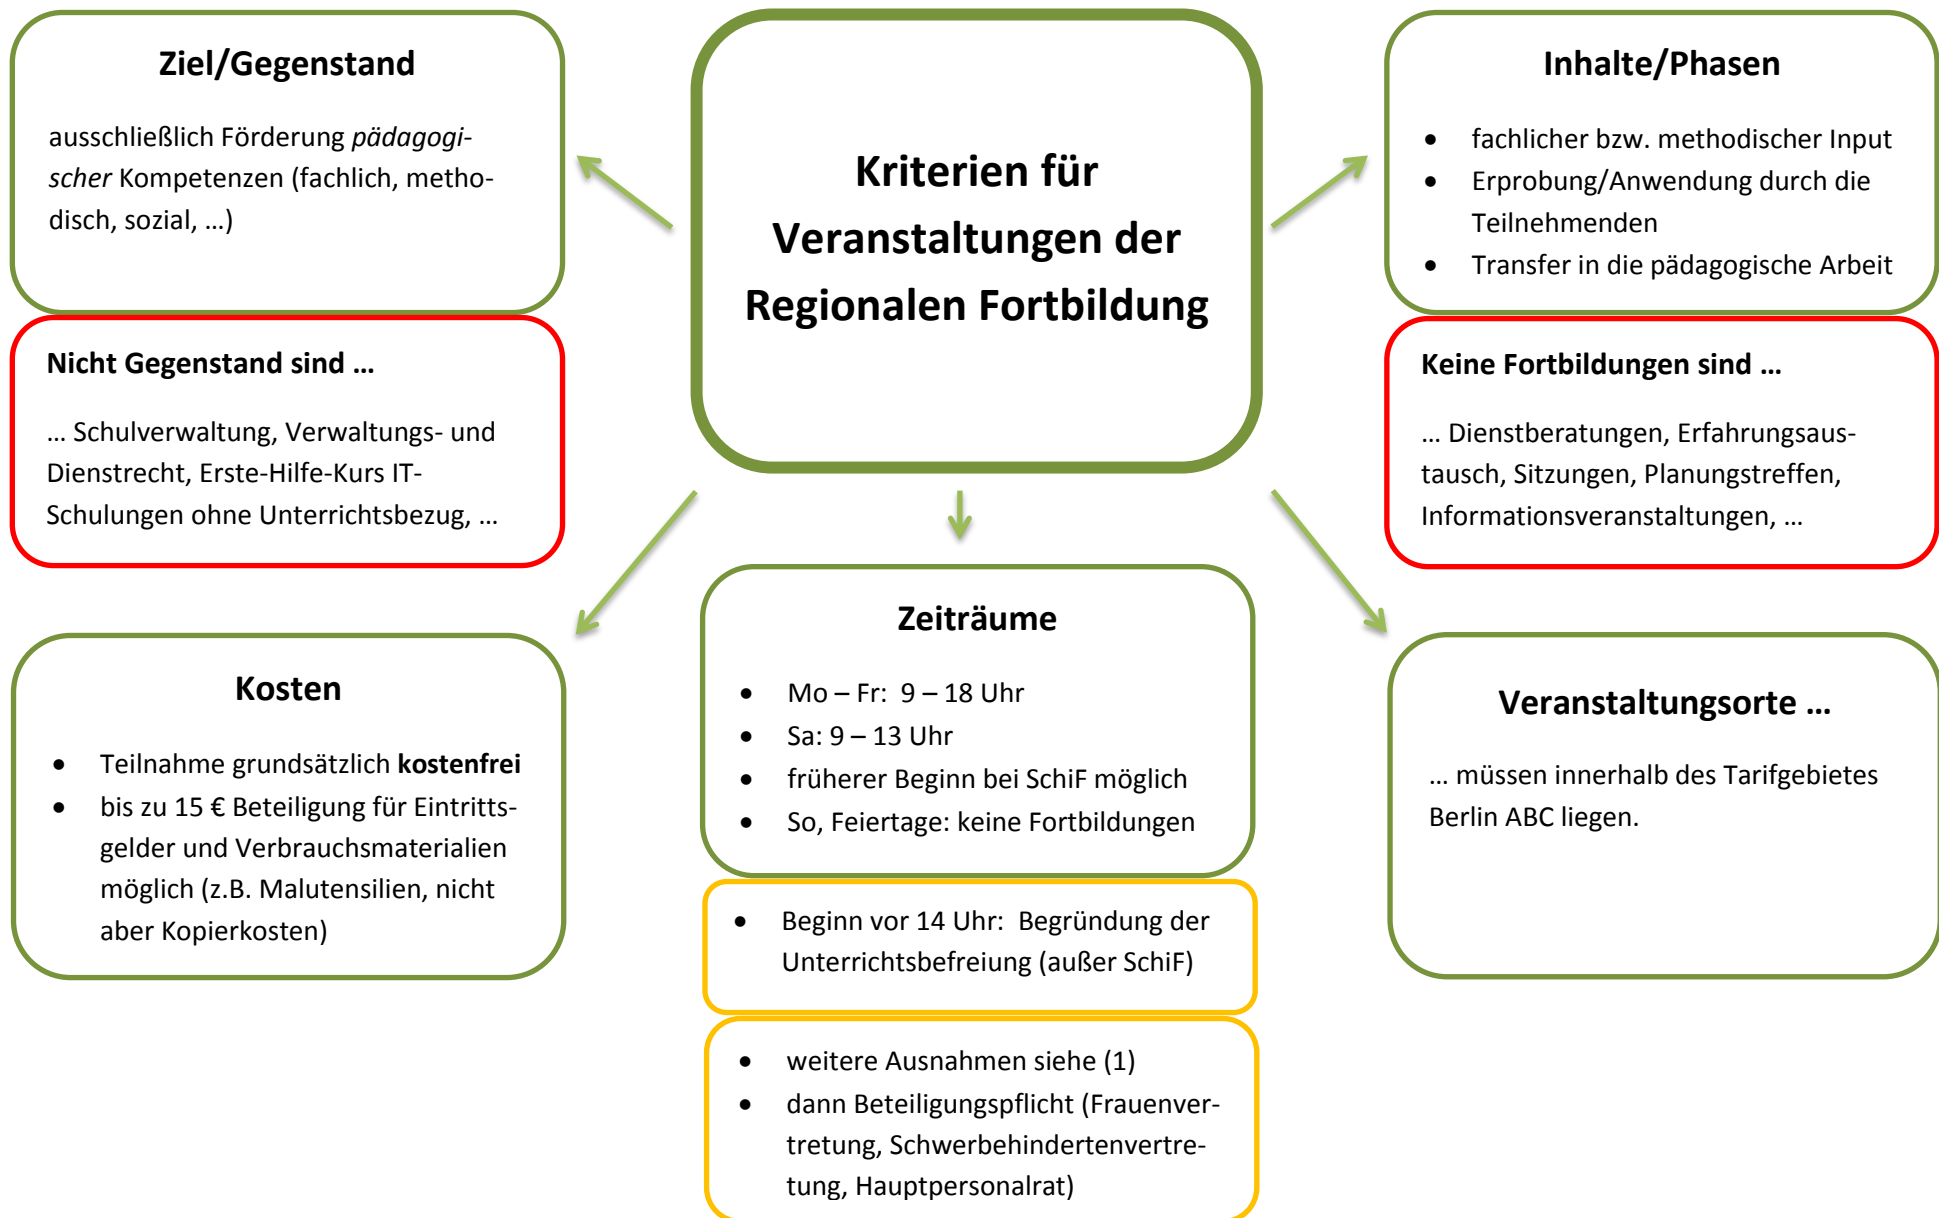 Ziel/Gegenstand
ausschließlich Förderung pädagogi-
scher Kompetenzen (fachlich, metho-
disch, sozial, …)
Nicht Gegenstand sind …
… Schulverwaltung, Verwaltungs- und
Dienstrecht, Erste-Hilfe-Kurs IT-
Schulungen ohne Unterrichtsbezug, …
Kriterien für
Veranstaltungen der
Regionalen Fortbildung
Inhalte/Phasen
• fachlicher bzw. methodischer Input
• Erprobung/Anwendung durch die
Teilnehmenden
• Transfer in die pädagogische Arbeit
Keine Fortbildungen sind …
… Dienstberatungen, Erfahrungsaus-
tausch, Sitzungen, Planungstreffen,
Informationsveranstaltungen, …
Kosten
• Teilnahme grundsätzlich kostenfrei
• bis zu 15 € Beteiligung für Eintritts-
gelder und Verbrauchsmaterialien
möglich (z.B. Malutensilien, nicht
aber Kopierkosten)
Zeiträume
• Mo – Fr: 9 – 18 Uhr
• Sa: 9 – 13 Uhr
• früherer Beginn bei SchiF möglich
• So, Feiertage: keine Fortbildungen
• Beginn vor 14 Uhr: Begründung der
Unterrichtsbefreiung (außer SchiF)
• weitere Ausnahmen siehe (1)
• dann Beteiligungspflicht (Frauenver-
tretung, Schwerbehindertenvertre-
tung, Hauptpersonalrat)
Veranstaltungsorte …
… müssen innerhalb des Tarifgebietes
Berlin ABC liegen.